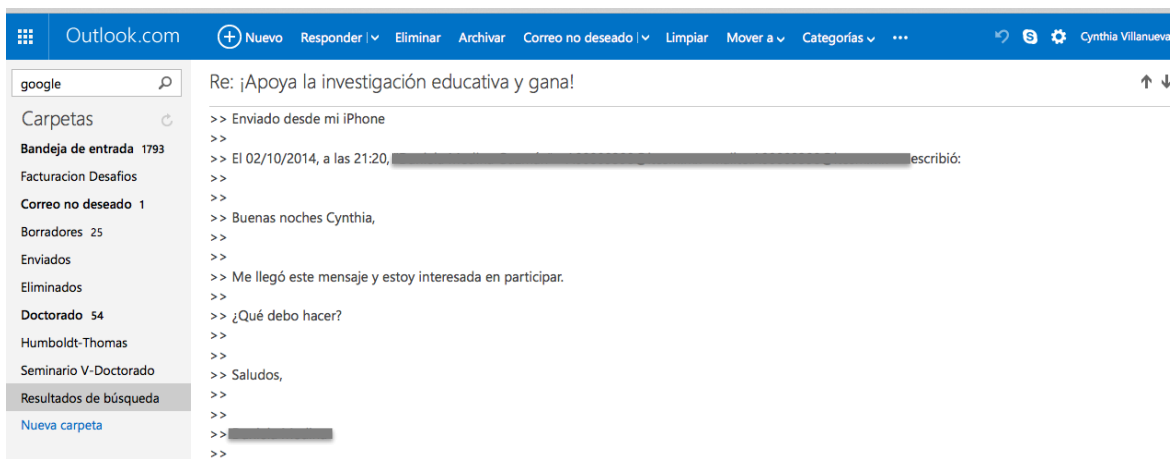 Outlook.com
Nuevo Responder Eliminar Archivar Correo no deseado Limpiar Mover a Categorías ••• Cynthia Villanueva
google
Carpetas
Bandeja de entrada 1793
Facturacion Desafios
Correo no deseado 1
Borradores 25
Enviados
Eliminados
Doctorado 54
Humboldt-Thomas
Seminario V-Doctorado
Resultados de búsqueda
Nueva carpeta
Re: ¡Apoya la investigación educativa y gana!
>> Enviado desde mi iPhone
>>
>> El 02/10/2014, a las 21:20, escribió:
>>
>>
>> Buenas noches Cynthia,
>>
>>
>> Me llegó este mensaje y estoy interesada en participar.
>>
>> ¿Qué debo hacer?
>>
>>
>> Saludos,
>>
>>
>>
>>